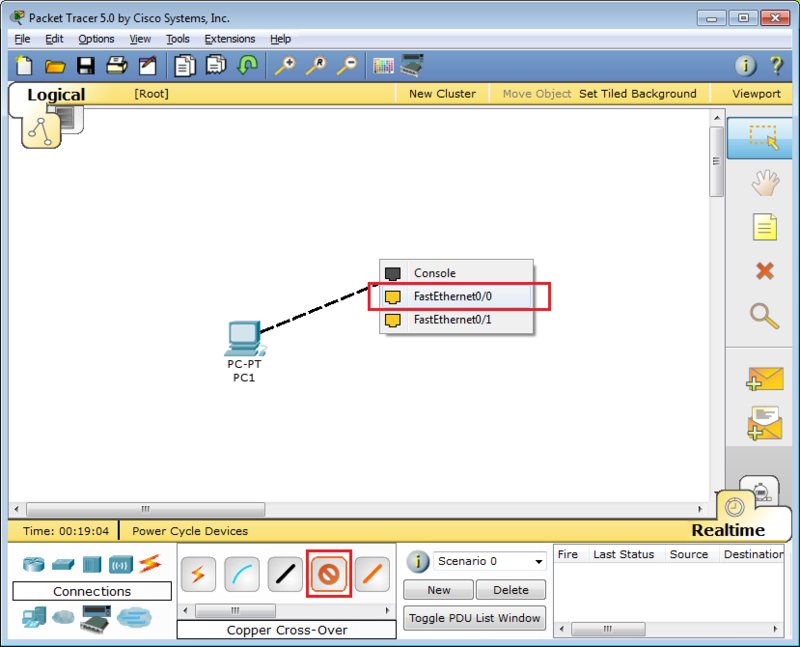 Packet Tracer 5.0 by Cisco Systems, Inc.
File Edit Options View Tools Extensions Help
Logical [Root] New Cluster Move Object Set Tiled Background Viewport
Console
FastEthernet0/0
FastEthernet0/1
PC-PT
PC1
Time: 00:19:04 Power Cycle Devices
Realtime
Scenario 0
Fire Last Status Source Destination
Connections
New Delete
Toggle PDU List Window
Copper Cross-Over